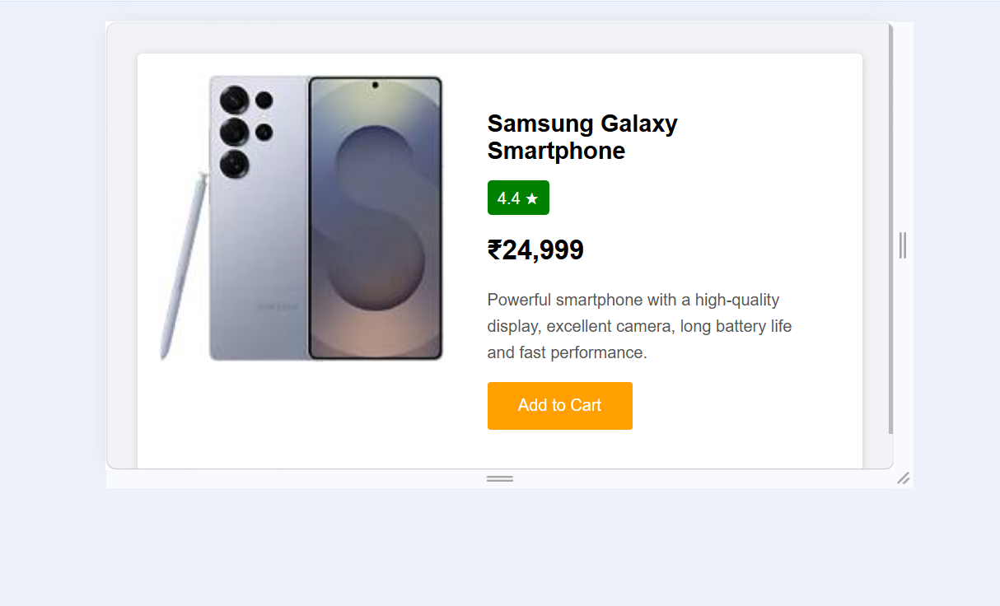 Samsung Galaxy
Smartphone
4.4 ★
₹24,999
Powerful smartphone with a high-quality
display, excellent camera, long battery life
and fast performance.
Add to Cart